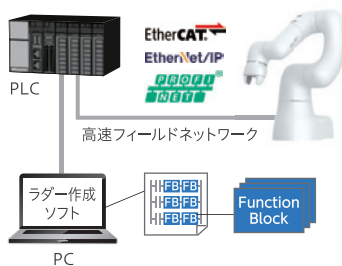 EtherCAT
EtherNet/IP
PROFI
NET
PLC
高速フィールドネットワーク
ラダー作成
ソフト
PC
FB FB
FB FB
FB FB
Function
Block